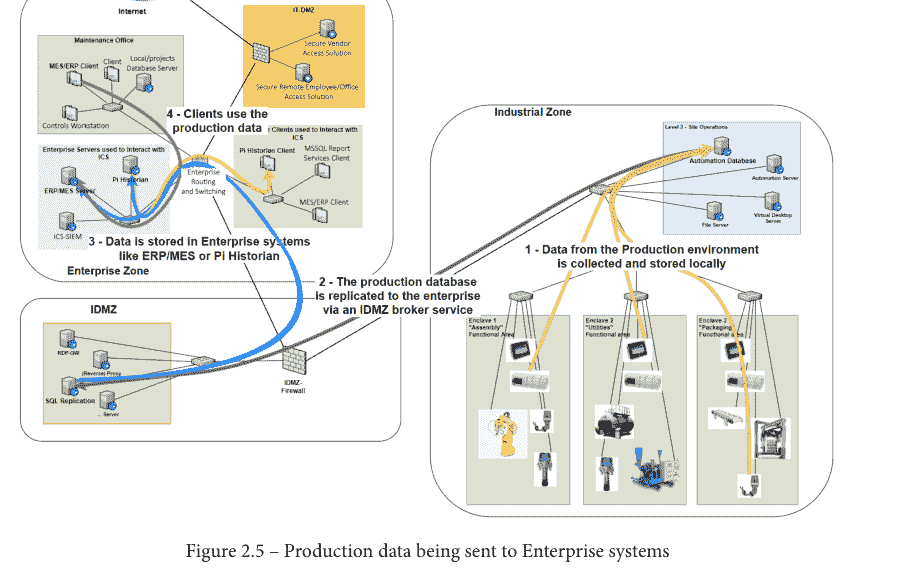 Internet
IT.DMZ
Secure Vendor
Access Solution
Secure Remote Employee/Office
Access Solution
Maintenance Office
MES/ERP Client
Client
Local/projects
Database Server
Controls Workstation
4 - Clients use the
production data
Clients used to Interact with
ICS
Pi Historian Client
MSSQL Report
Services Client
MES/ERP Client
Enterprise Servers used to Interact with
ICS
ERP/MES Server
Pi Historian
ICS-SIEM
Enterprise
Routing
and Switching
3 - Data is stored in Enterprise systems
like ERP/MES or Pi Historian
Enterprise Zone
2 - The production database
is replicated to the enterprise
via an IDMZ broker service
IDMZ
RDP-GW
(Reverse) Proxy
SQL Replication
... Server
IDMZ-
Firewall
Industrial Zone
Level 3 - Site Operations
Automation Database
Automation Server
Virtual Desktop
Server
File Server
1 - Data from the Production environment
is collected and stored locally
Enclave 1
"Assembly"
Functional Area
Enclave 2
"Utilities"
Functional area
Enclave 3
"Packaging"
Functional area
Figure 2.5 – Production data being sent to Enterprise systems